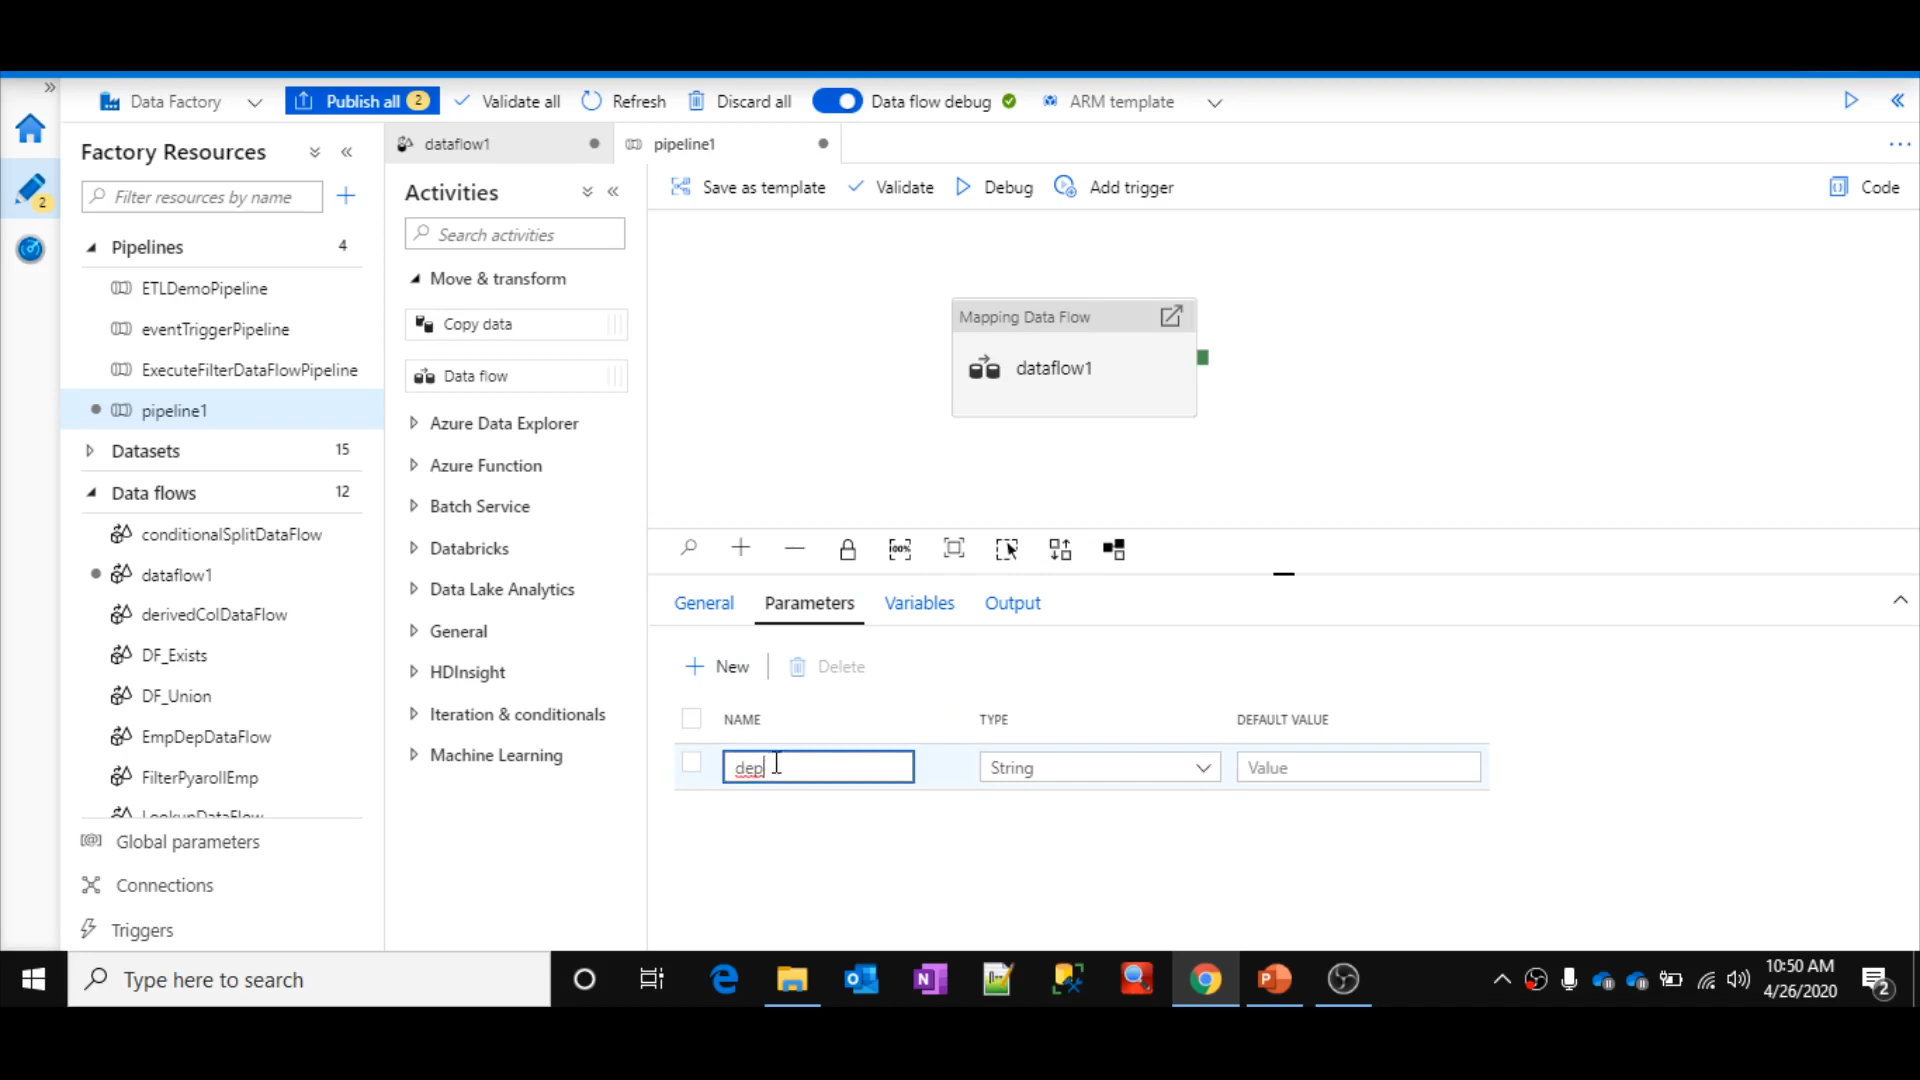 Data Factory
Publish all 2
Validate all
Refresh
Discard all
Data flow debug
ARM template
2
Factory Resources
Filter resources by name
Pipelines 4
ETLDemoPipeline
eventTriggerPipeline
ExecuteFilterDataFlowPipeline
pipeline1
Datasets 15
Data flows 12
conditionalSplitDataFlow
dataflow1
derivedColDataFlow
DF_Exists
DF_Union
EmpDepDataFlow
FilterPyarollEmp
LookupDataFlow
Global parameters
Connections
Triggers
dataflow1
pipeline1
Activities
Search activities
Move & transform
Copy data
Data flow
Azure Data Explorer
Azure Function
Batch Service
Databricks
Data Lake Analytics
General
HDInsight
Iteration & conditionals
Machine Learning
Save as template
Validate
Debug
Add trigger
Code
Mapping Data Flow
dataflow1
100%
General
Parameters
Variables
Output
New
Delete
NAME
TYPE
DEFAULT VALUE
dep
String
Value
Type here to search
10:50 AM
4/26/2020
2